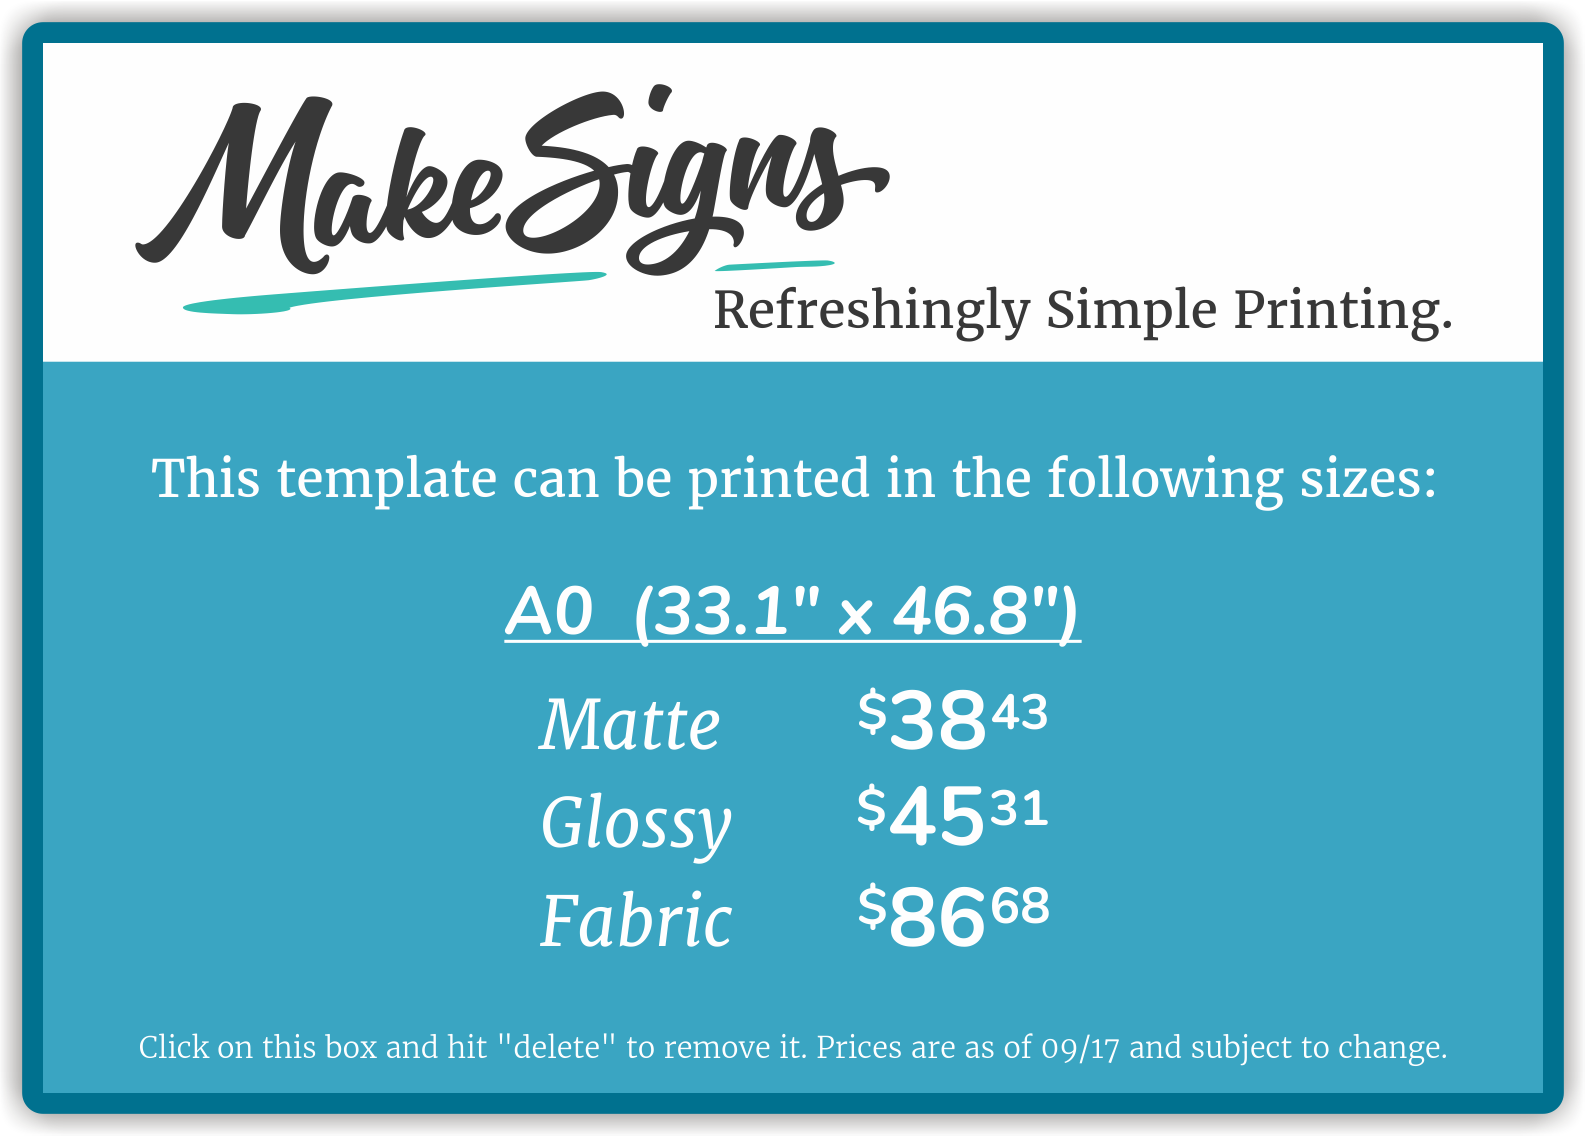 MakeSigns
Refreshingly Simple Printing.
This template can be printed in the following sizes:
A0 (33.1" x 46.8")
Matte $38 43
Glossy $45 31
Fabric $86 68
Click on this box and hit "delete" to remove it. Prices are as of 09/17 and subject to change.